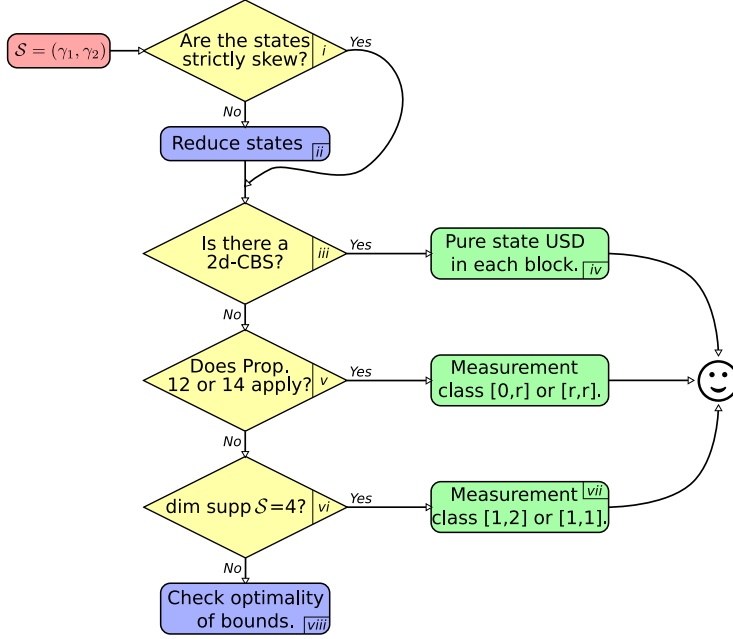 𝒮 = (γ₁, γ₂)
Are the states
strictly skew?
i
Yes
No
Reduce states
ii
Is there a
2d-CBS?
iii
Yes
Pure state USD
in each block.
iv
No
Does Prop.
12 or 14 apply?
v
Yes
Measurement
class [0,r] or [r,r].
No
dim supp 𝒮=4?
vi
Yes
Measurement
vii
class [1,2] or [1,1].
No
Check optimality
of bounds.
viii